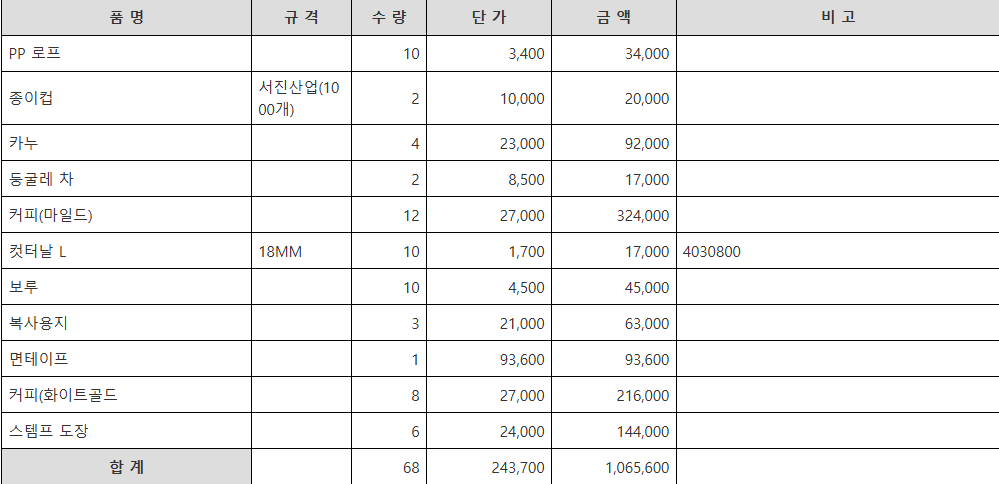 품 명 규 격 수 량 단 가 금 액 비 고
PP 로프 10 3,400 34,000
종이컵 서진산업(10
00개) 2 10,000 20,000
카누 4 23,000 92,000
둥굴레 차 2 8,500 17,000
커피(마일드) 12 27,000 324,000
컷터날 L 18MM 10 1,700 17,000 4030800
보루 10 4,500 45,000
복사용지 3 21,000 63,000
면테이프 1 93,600 93,600
커피(화이트골드 8 27,000 216,000
스템프 도장 6 24,000 144,000
합 계 68 243,700 1,065,600